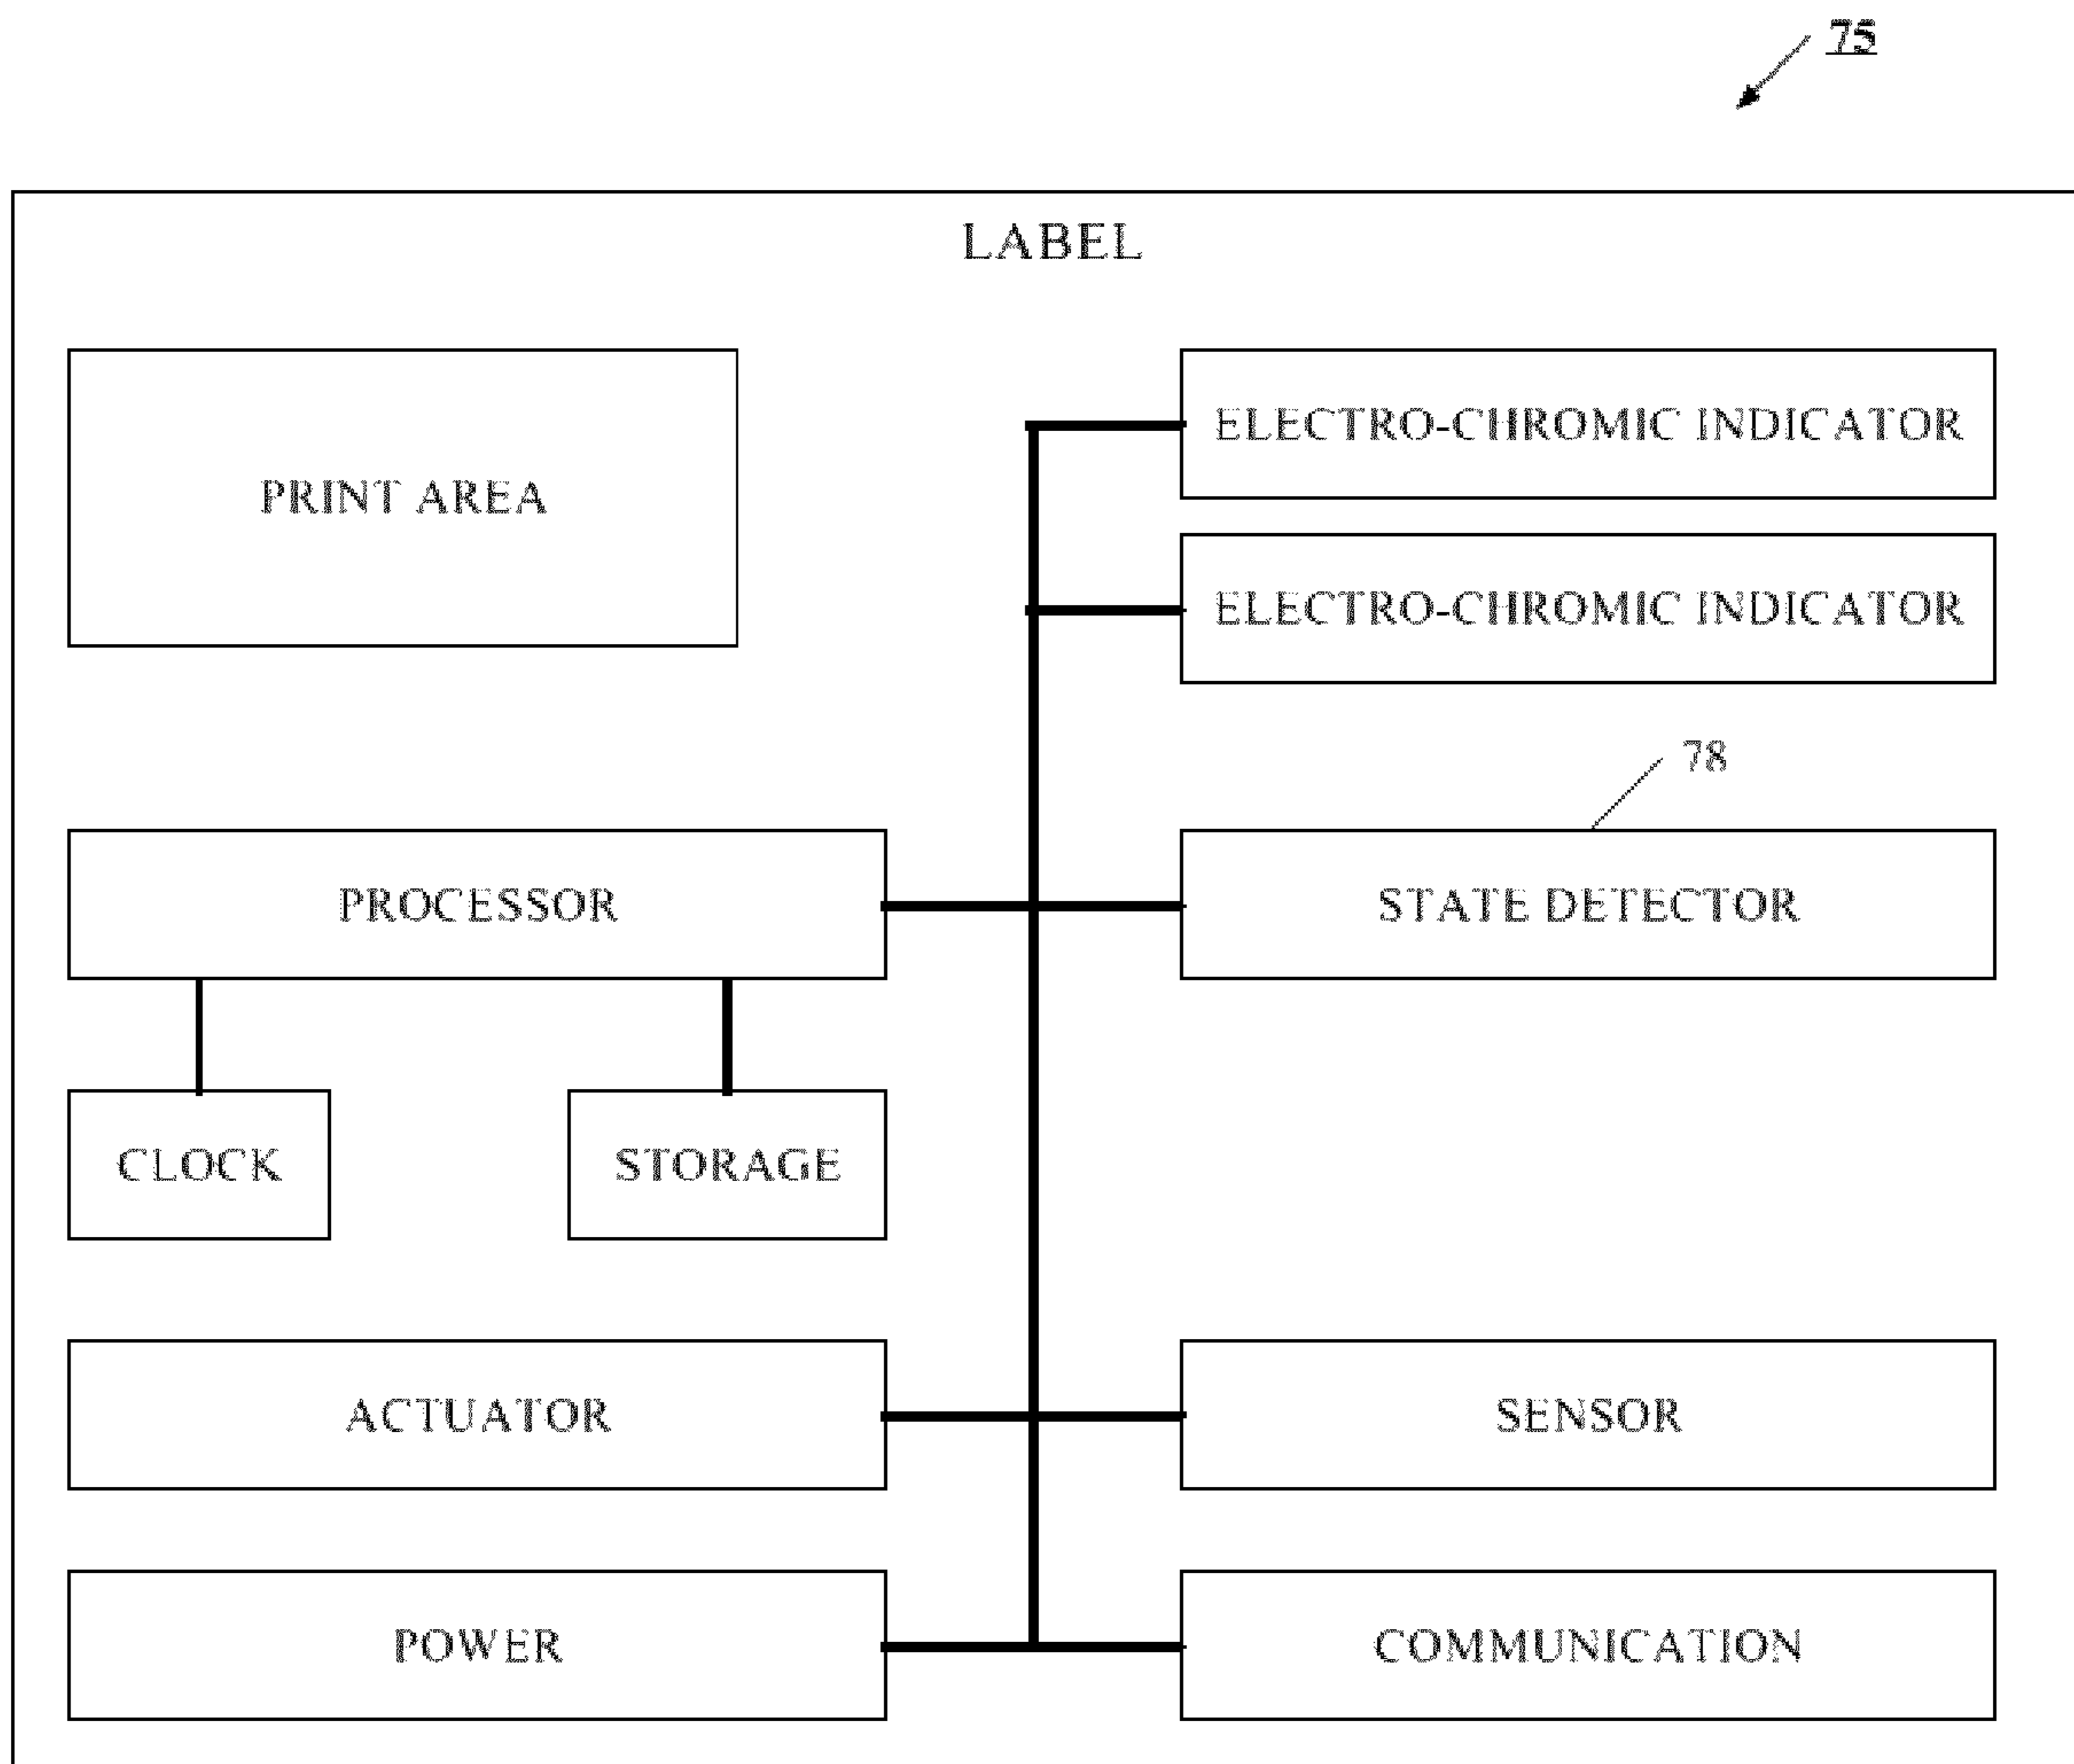 75
LABEL
PRINT AREA
ELECTRO-CHROMIC INDICATOR
ELECTRO-CHROMIC INDICATOR
78
PROCESSOR
STATE DETECTOR
CLOCK
STORAGE
ACTUATOR
SENSOR
POWER
COMMUNICATION